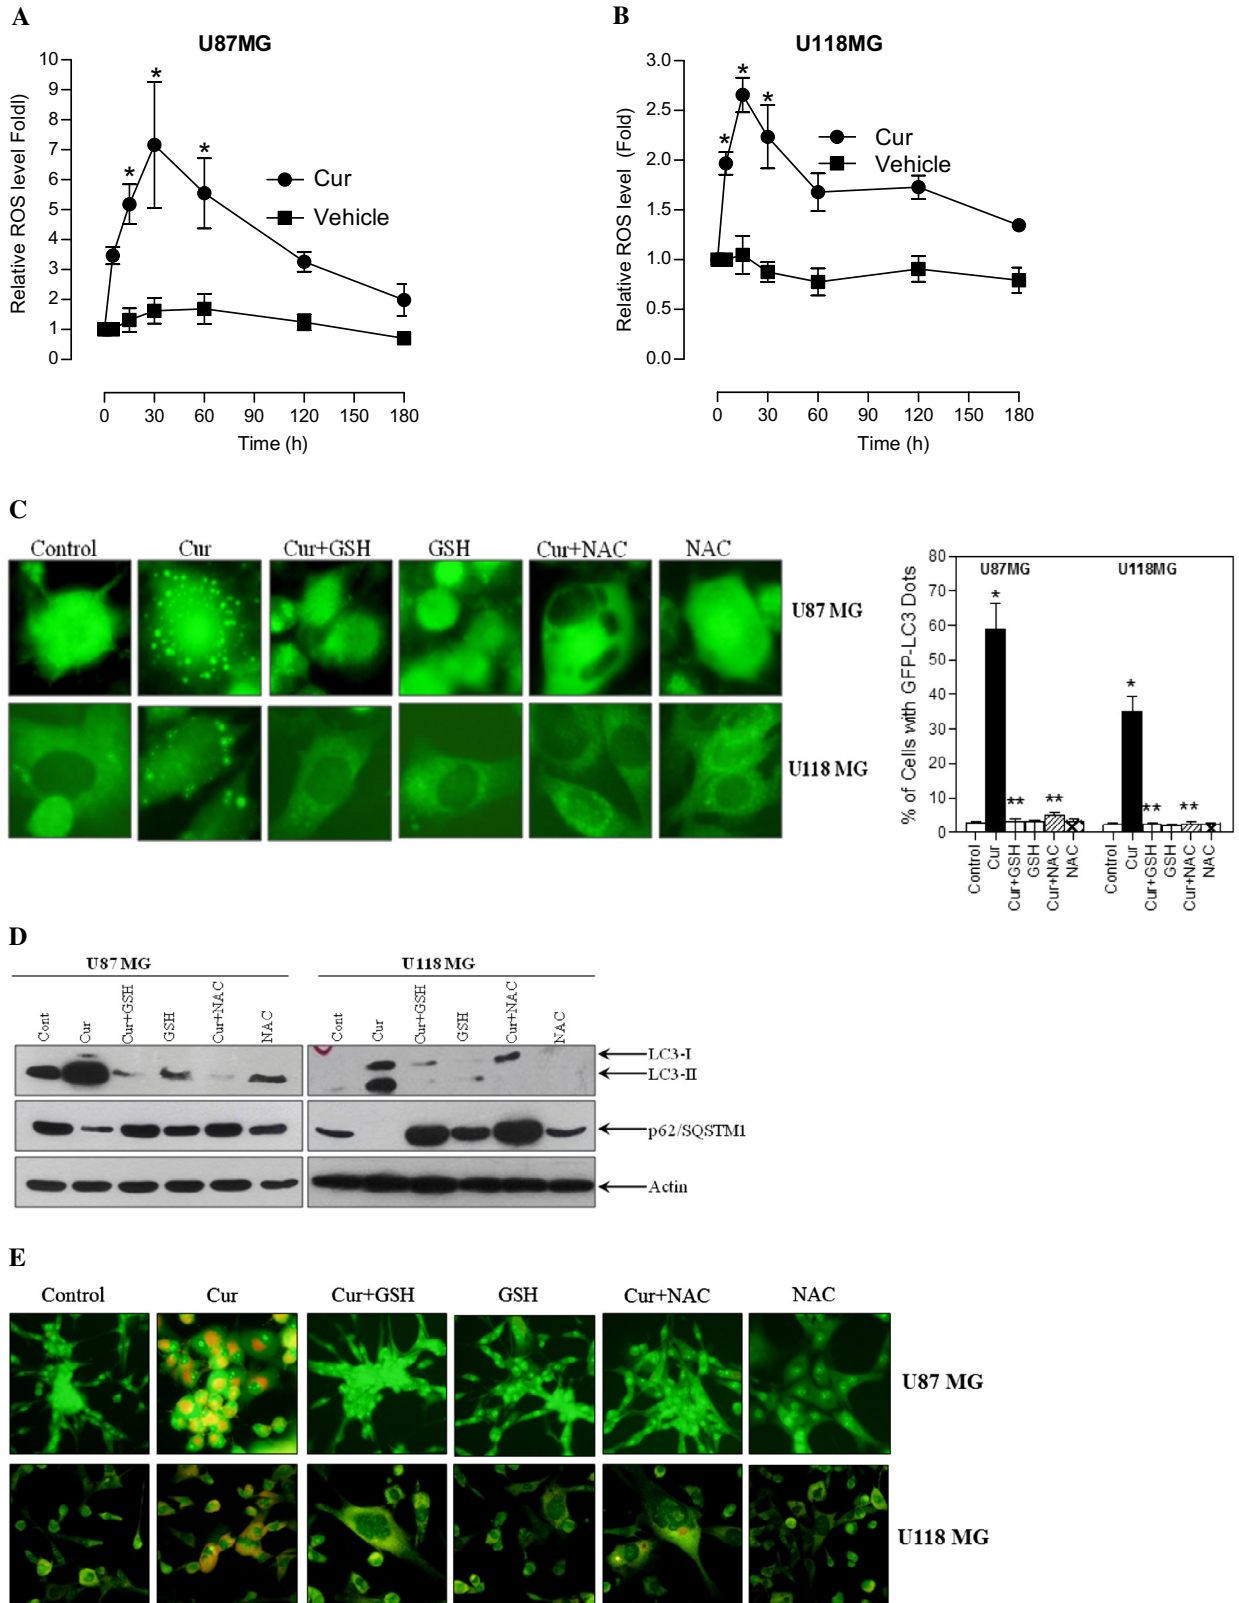 A
U87MG
Relative ROS level Foldl)
10
9
8
7
6
5
4
3
2
1
0
*
*
*
Cur
Vehicle
0 30 60 90 120 150 180
Time (h)
B
U118MG
Relative ROS level (Fold)
3.0
2.5
2.0
1.5
1.0
0.5
0.0
*
*
*
Cur
Vehicle
0 30 60 90 120 150 180
Time (h)
C
Control Cur Cur+GSH GSH Cur+NAC NAC
U87 MG
U118 MG
% of Cells with GFP-LC3 Dots
80
70
60
50
40
30
20
10
0
U87MG U118MG
* ** ** * ** **
Control Cur Cur+GSH GSH Cur+NAC NAC Control Cur Cur+GSH GSH Cur+NAC NAC
D
U87 MG U118 MG
Cont Cur Cur+GSH GSH Cur+NAC NAC Cont Cur Cur+GSH GSH Cur+NAC NAC
LC3-I
LC3-II
p62/SQSTM1
Actin
E
Control Cur Cur+GSH GSH Cur+NAC NAC
U87 MG
U118 MG